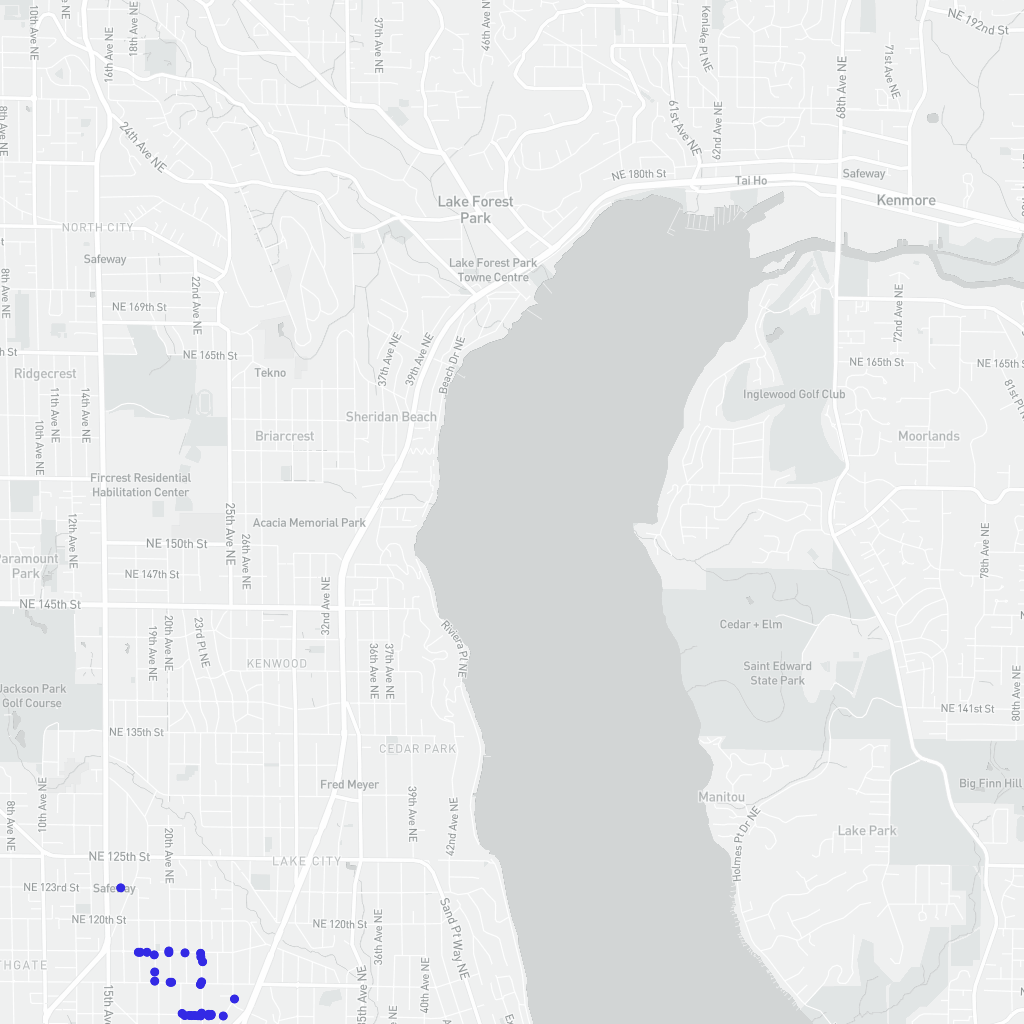 10th Ave NE
16th Ave NE
18th Ave NE
37th Ave NE
46th Ave NE
Kenlake Pl NE
68th Ave NE
71st Ave NE
NE 192nd St
8th Ave NE
24th Ave NE
61st Ave NE
62nd Ave NE
NE 180th St
Tai Ho
Safeway
Kenmore
Lake Forest
Park
NORTH CITY
Safeway
Lake Forest Park
Towne Centre
8th Ave NE
22nd Ave NE
NE 169th St
72nd Ave NE
NE 165th St
37th Ave NE
39th Ave NE
Beach Dr NE
NE 165th St
NE 165th St
Ridgecrest
Tekno
11th Ave NE
14th Ave NE
10th Ave NE
Sheridan Beach
Inglewood Golf Club
81st Pl NE
Briarcrest
Moorlands
Fircrest Residential
Habilitation Center
12th Ave NE
25th Ave NE
26th Ave NE
Acacia Memorial Park
NE 150th St
78th Ave NE
Paramount
Park
NE 147th St
NE 145th St
32nd Ave NE
19th Ave NE
20th Ave NE
23rd Pl NE
Riviera Pl NE
Cedar + Elm
KENWOOD
36th Ave NE
37th Ave NE
Saint Edward
State Park
80th Ave NE
Jackson Park
Golf Course
NE 141st St
NE 135th St
CEDAR PARK
Fred Meyer
Big Finn Hill
8th Ave NE
10th Ave NE
39th Ave NE
42nd Ave NE
Manitou
Holmes Pt Dr NE
Lake Park
20th Ave NE
NE 125th St
LAKE CITY
NE 123rd St
Safeway
NE 120th St
NE 120th St
Sand Pt Way NE
36th Ave NE
THGATE
15th Ave
35th Ave NE
40th Ave NE